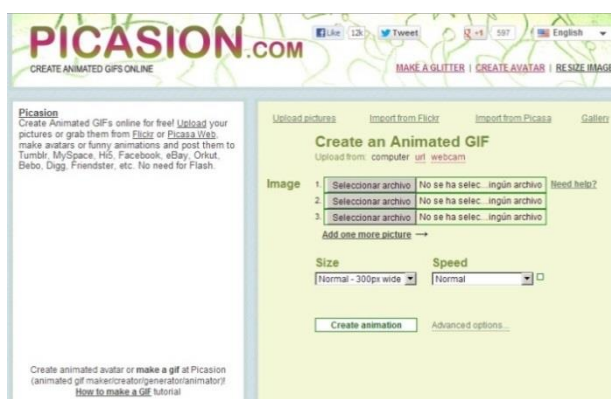 PICASION.COM
CREATE ANIMATED GIFS ONLINE
Like 12k Tweet +1 597 English
MAKE A GLITTER | CREATE AVATAR | RESIZE IMAGE
Picasion
Create Animated GIFs online for free! Upload your
pictures or grab them from Flickr or Picasa Web,
make avatars or funny animations and post them to
Tumblr, MySpace, Hi5, Facebook, eBay, Orkut,
Bebo, Digg, Friendster, etc. No need for Flash.
Create animated avatar or make a gif at Picasion
(animated gif maker/creator/generator/animator)!
How to make a GIF tutorial
Upload pictures Import from Flickr Import from Picasa Gallery
Create an Animated GIF
Upload from: computer url webcam
Image 1. Seleccionar archivo No se ha selec...ingún archivo Need help?
2. Seleccionar archivo No se ha selec...ingún archivo
3. Seleccionar archivo No se ha selec...ingún archivo
Add one more picture →
Size Speed
Normal - 300px wide Normal
Create animation Advanced options...